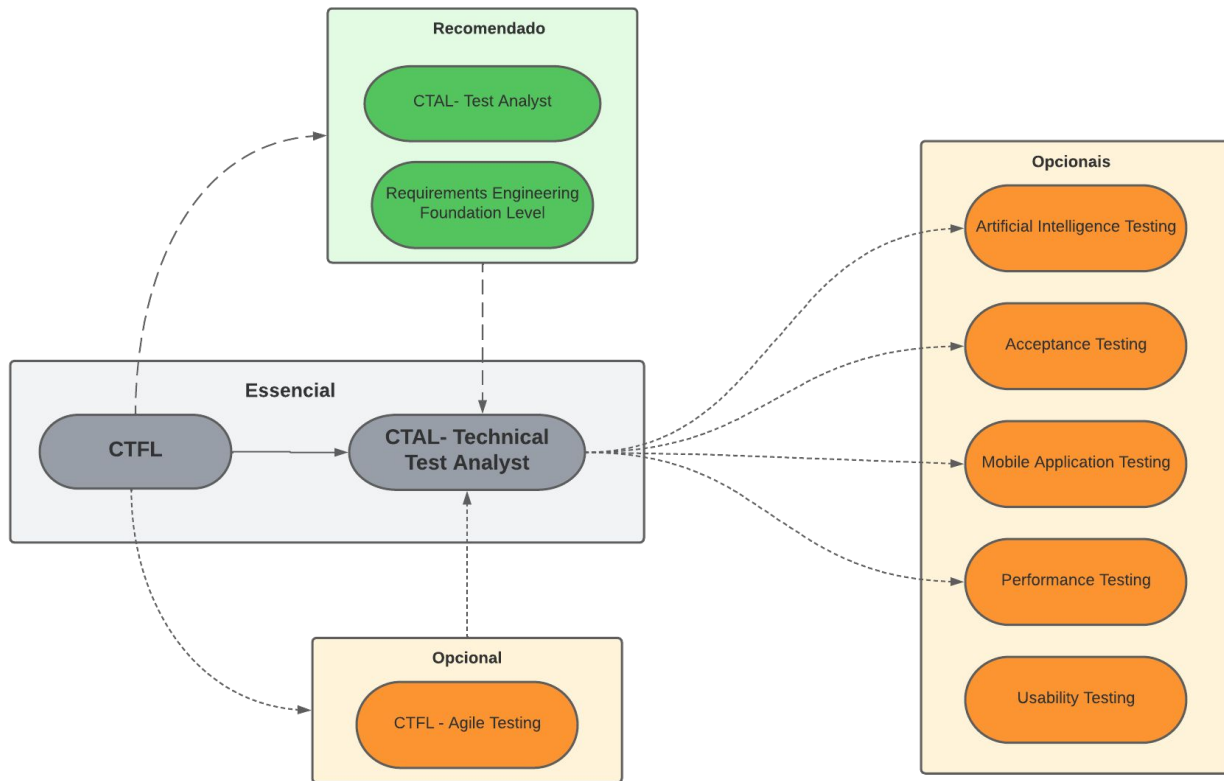 Recomendado
CTAL- Test Analyst
Requirements Engineering
Foundation Level
Essencial
CTFL
CTAL- Technical
Test Analyst
Opcional
CTFL - Agile Testing
Opcionais
Artificial Intelligence Testing
Acceptance Testing
Mobile Application Testing
Performance Testing
Usability Testing